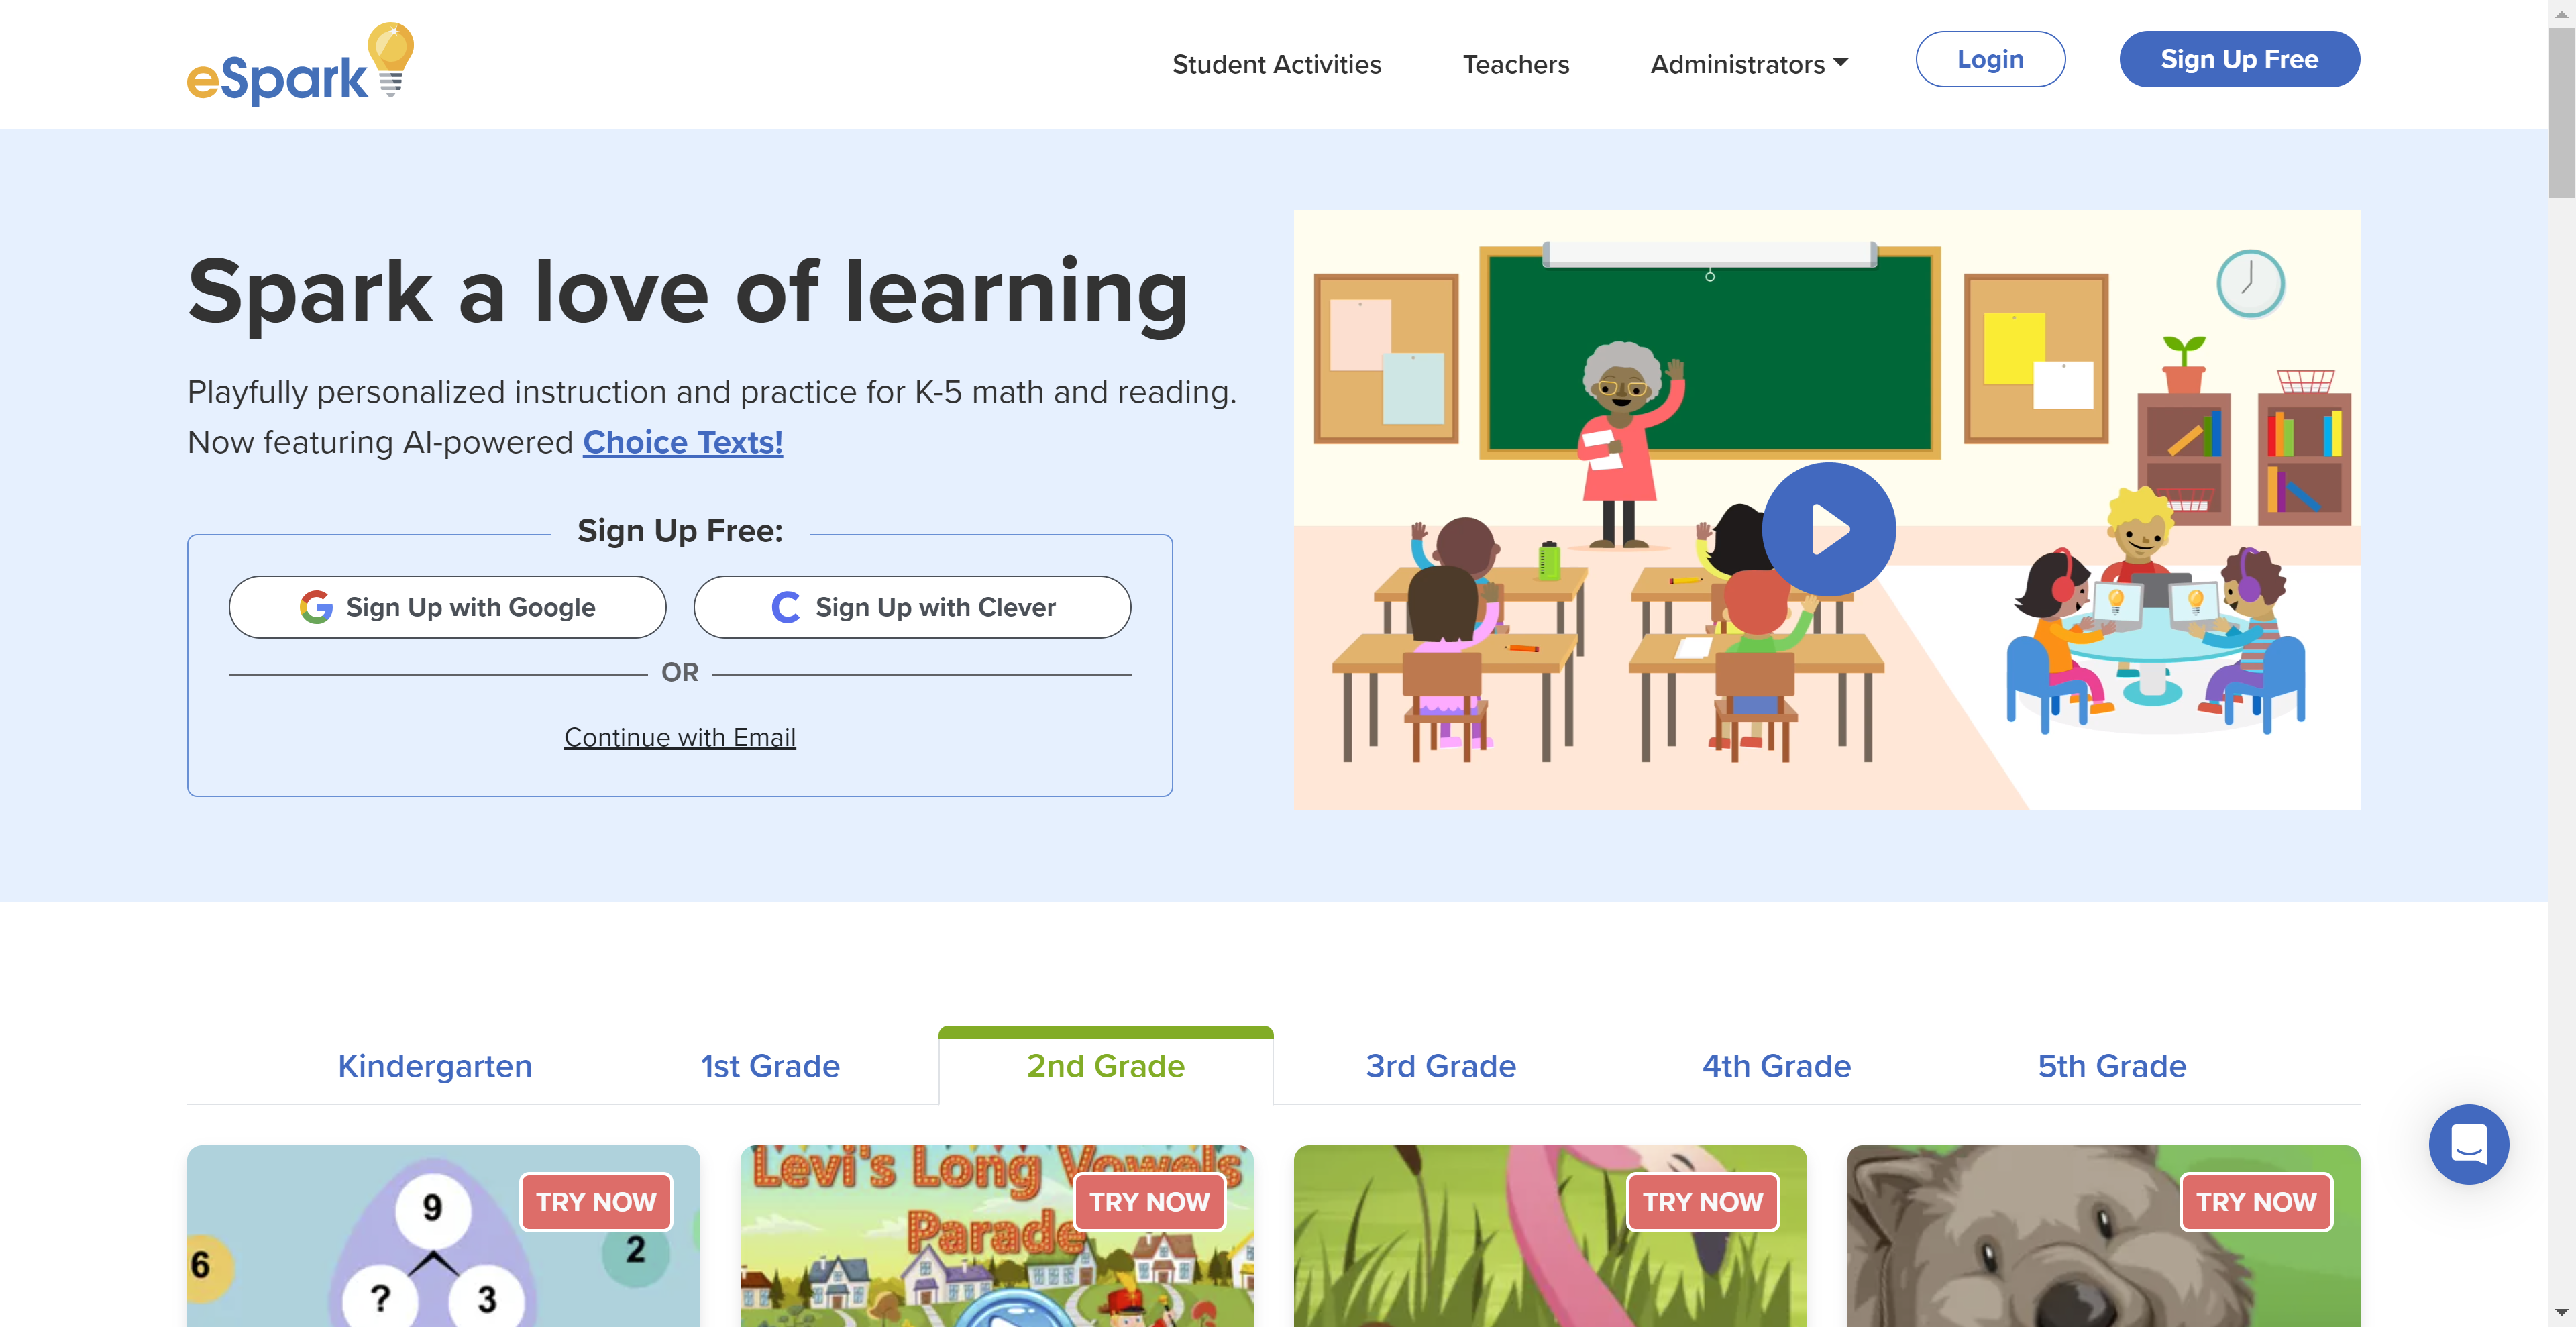 eSpark
Student Activities
Teachers
Administrators
Login
Sign Up Free
Spark a love of learning
Playfully personalized instruction and practice for K-5 math and reading.
Now featuring AI-powered Choice Texts!
Sign Up Free:
Sign Up with Google
Sign Up with Clever
OR
Continue with Email
Kindergarten
1st Grade
2nd Grade
3rd Grade
4th Grade
5th Grade
9
6
?
3
2
TRY NOW
Levi's Long Vowels
Parade
TRY NOW
TRY NOW
TRY NOW